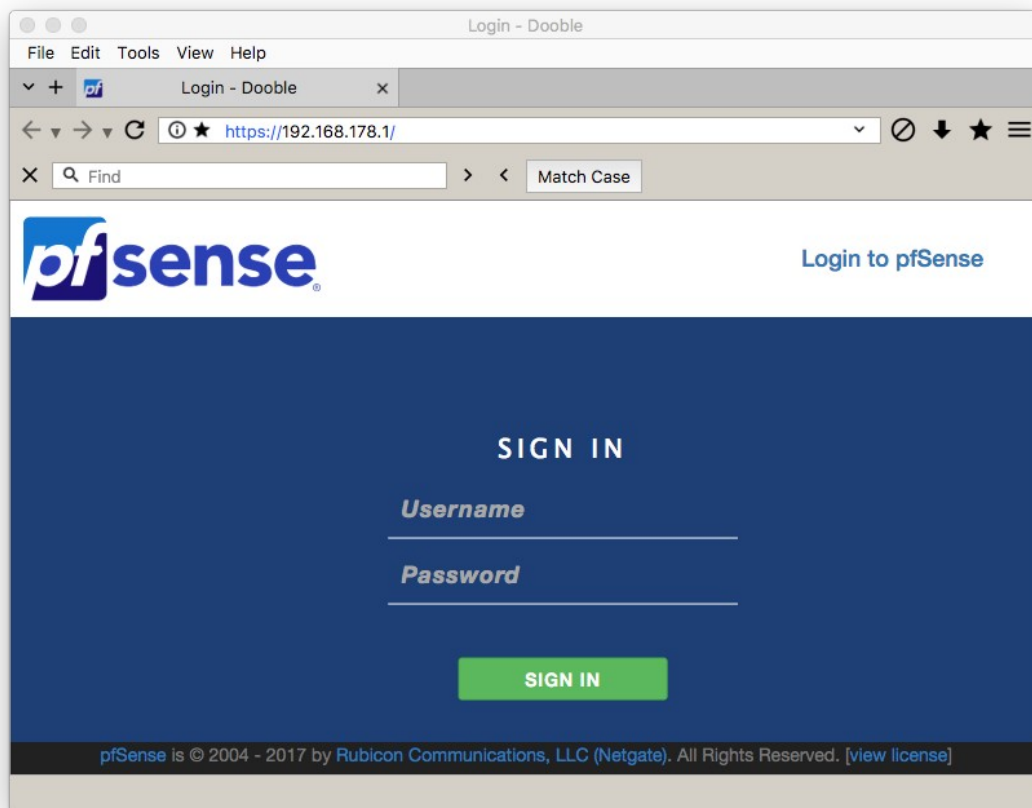 Login - Dooble
File Edit Tools View Help
Login - Dooble
https://192.168.178.1/
Find
Match Case
pfsense®
Login to pfSense
SIGN IN
Username
Password
SIGN IN
pfSense is © 2004 - 2017 by Rubicon Communications, LLC (Netgate). All Rights Reserved. [view license]